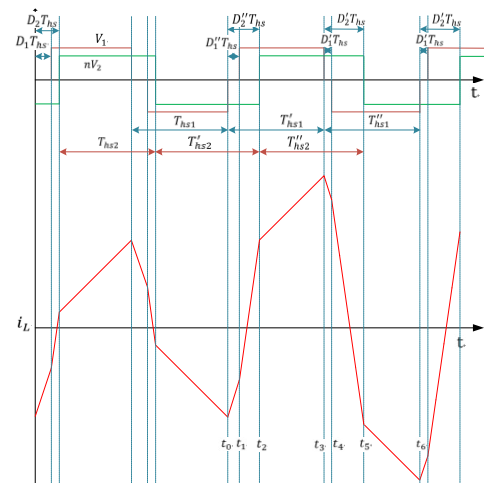 D₂Tₕₛ D₂″Tₕₛ D₂′Tₕₛ D₂′Tₕₛ
D₁Tₕₛ V₁ D₁″Tₕₛ D₁′Tₕₛ D₁′Tₕₛ
nV₂
t
Tₕₛ₁ T′ₕₛ₁ T″ₕₛ₁
Tₕₛ₂ T′ₕₛ₂ T″ₕₛ₂
i_L
t
t₀ t₁ t₂ t₃ t₄ t₅ t₆